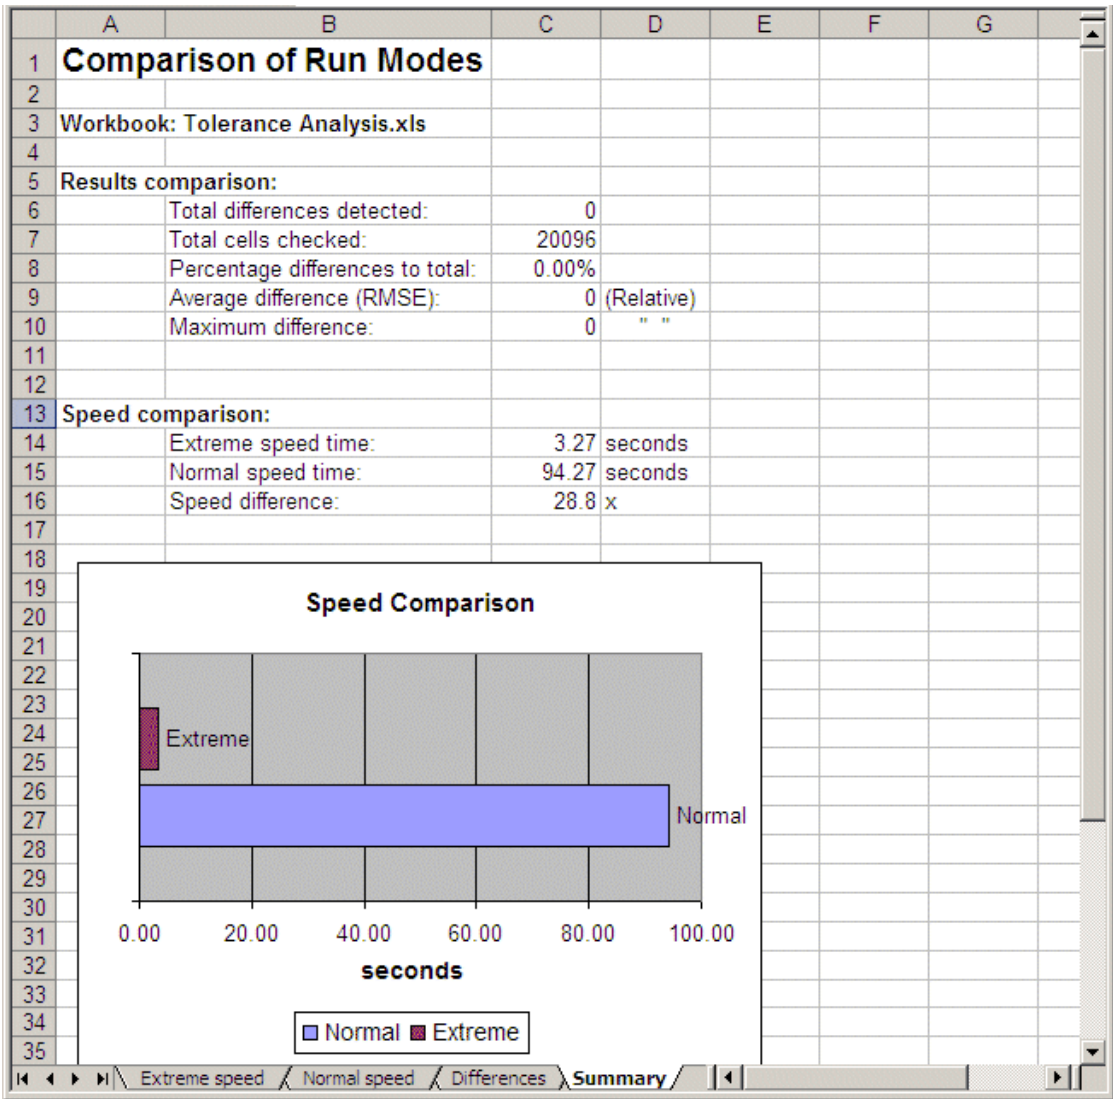 A B C D E F G
1 Comparison of Run Modes
2
3 Workbook: Tolerance Analysis.xls
4
5 Results comparison:
6 Total differences detected: 0
7 Total cells checked: 20096
8 Percentage differences to total: 0.00%
9 Average difference (RMSE): 0 (Relative)
10 Maximum difference: 0 " "
11
12
13 Speed comparison:
14 Extreme speed time: 3.27 seconds
15 Normal speed time: 94.27 seconds
16 Speed difference: 28.8 x
17
18
19
20 Speed Comparison
21
22
23
24 Extreme
25
26
27 Normal
28
29
30
31 0.00 20.00 40.00 60.00 80.00 100.00
32 seconds
33
34 Normal Extreme
35
Extreme speed Normal speed Differences Summary